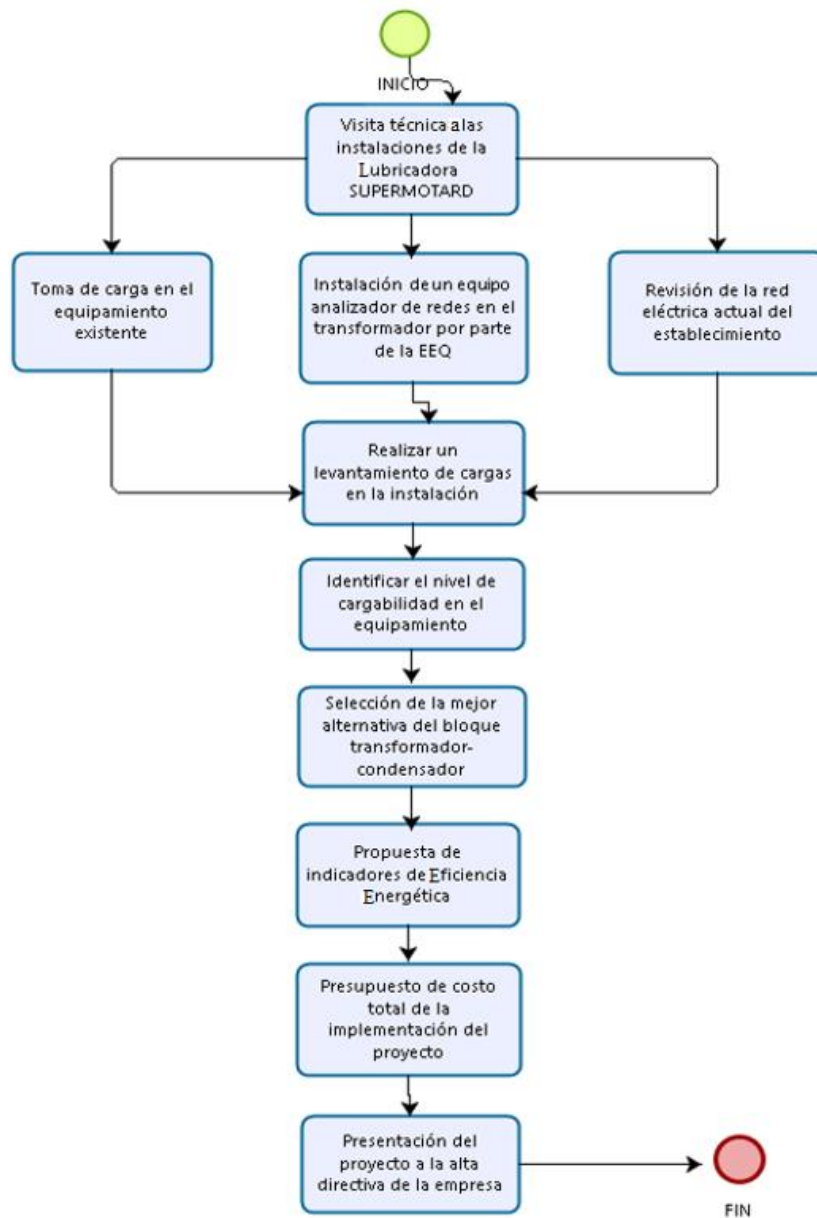 INICIO
Visita técnica a las
instalaciones de la
Lubricadora
SUPERMOTARD
Toma de carga en el
equipamiento
existente
Instalación de un equipo
analizador de redes en el
transformador por parte
de la EEQ
Revisión de la red
eléctrica actual del
establecimiento
Realizar un
levantamiento de cargas
en la instalación
Identificar el nivel de
cargabilidad en el
equipamiento
Selección de la mejor
alternativa del bloque
transformador-
condensador
Propuesta de
indicadores de Eficiencia
Energética
Presupuesto de costo
total de la
implementación del
proyecto
Presentación del
proyecto a la alta
directiva de la empresa
FIN